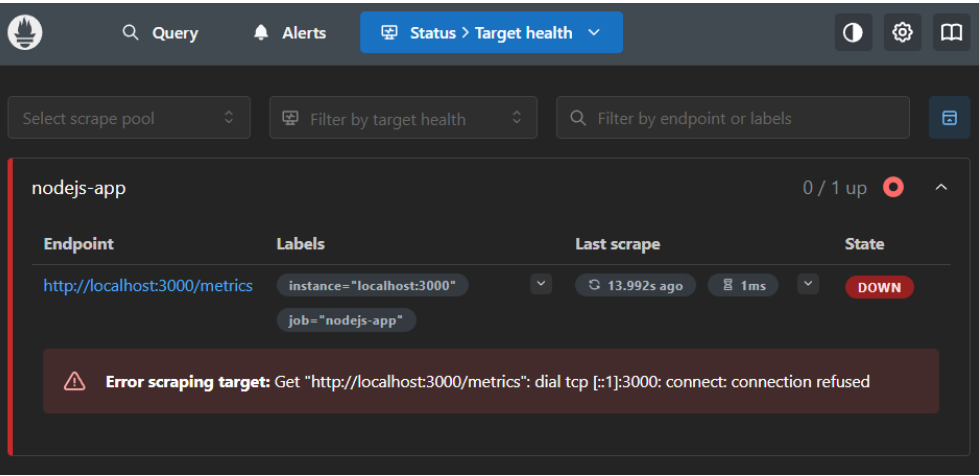 Query Alerts Status > Target health
Select scrape pool Filter by target health Filter by endpoint or labels
nodejs-app 0 / 1 up
Endpoint Labels Last scrape State
http://localhost:3000/metrics instance="localhost:3000" 13.992s ago 1ms DOWN
job="nodejs-app"
Error scraping target: Get "http://localhost:3000/metrics": dial tcp [::1]:3000: connect: connection refused